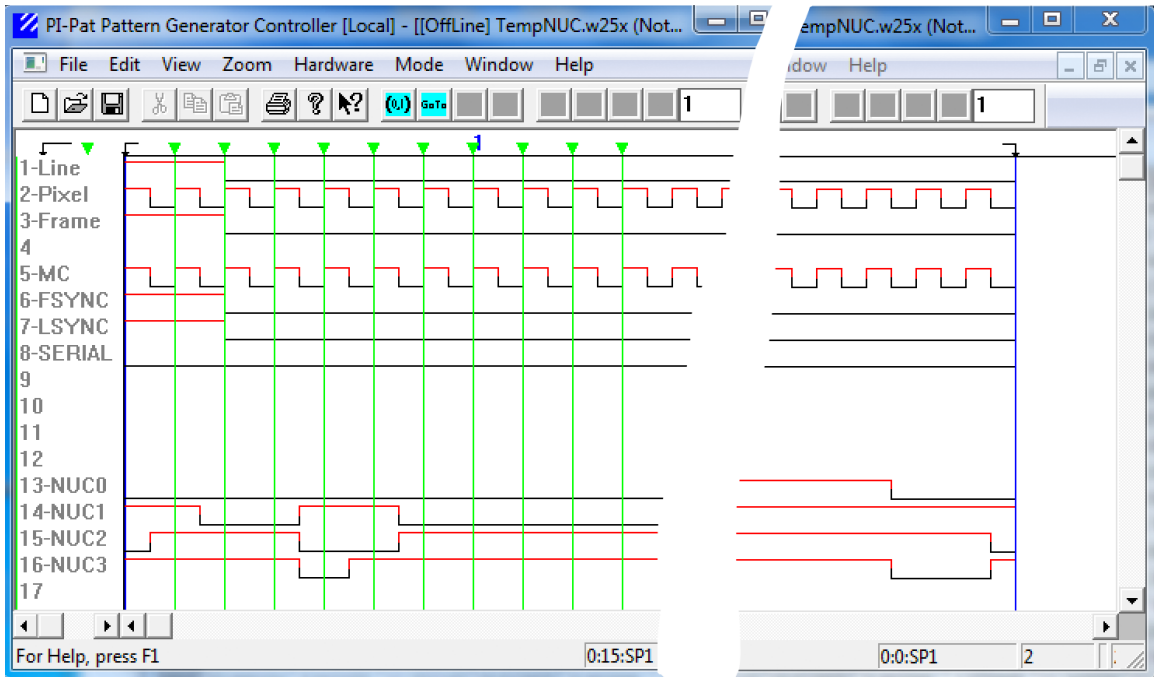 PI-Pat Pattern Generator Controller [Local] - [[OffLine] TempNUC.w25x (Not... empNUC.w25x (Not...
File Edit View Zoom Hardware Mode Window Help dow Help
(0,1) GoTo 1 1
1
1-Line
2-Pixel
3-Frame
4
5-MC
6-FSYNC
7-LSYNC
8-SERIAL
9
10
11
12
13-NUC0
14-NUC1
15-NUC2
16-NUC3
17
For Help, press F1 0:15:SP1 0:0:SP1 2